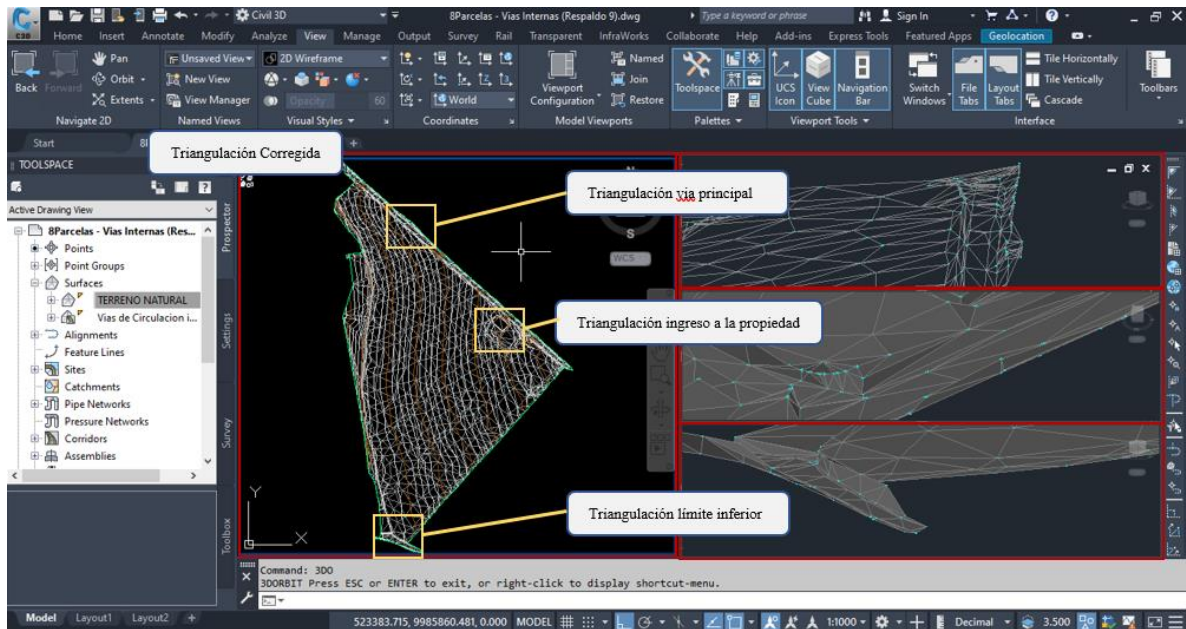 Civil 3D
8Parcelas - Vias Internas (Respaldo 9).dwg
Type a keyword or phrase
Sign In
C3D
Home Insert Annotate Modify Analyze View Manage Output Survey Rail Transparent InfraWorks Collaborate Help Add-ins Express Tools Featured Apps Geolocation
Back
Forward
Pan
Orbit
Extents
Navigate 2D
Unsaved View
New View
View Manager
Named Views
2D Wireframe
Opacity 60
Visual Styles
World
Coordinates
Viewport
Configuration
Named
Join
Restore
Model Viewports
Toolspace
Palettes
UCS
Icon
View
Cube
Navigation
Bar
Viewport Tools
Switch
Windows
File
Tabs
Layout
Tabs
Tile Horizontally
Tile Vertically
Cascade
Interface
Toolbars
Start
TOOLSPACE
Active Drawing View
8Parcelas - Vias Internas (Res...
Points
Point Groups
Surfaces
TERRENO NATURAL
Vias de Circulacion i...
Alignments
Feature Lines
Sites
Catchments
Pipe Networks
Pressure Networks
Corridors
Assemblies
Prospector
Settings
Survey
Toolbox
Triangulación Corregida
Triangulación via principal
Triangulación ingreso a la propiedad
Triangulación límite inferior
S
WCS
Y
X
Command: 3DO
3DORBIT Press ESC or ENTER to exit, or right-click to display shortcut-menu.
Model Layout1 Layout2 +
523383.715, 9985860.481, 0.000 MODEL 1:1000 Decimal 3.500